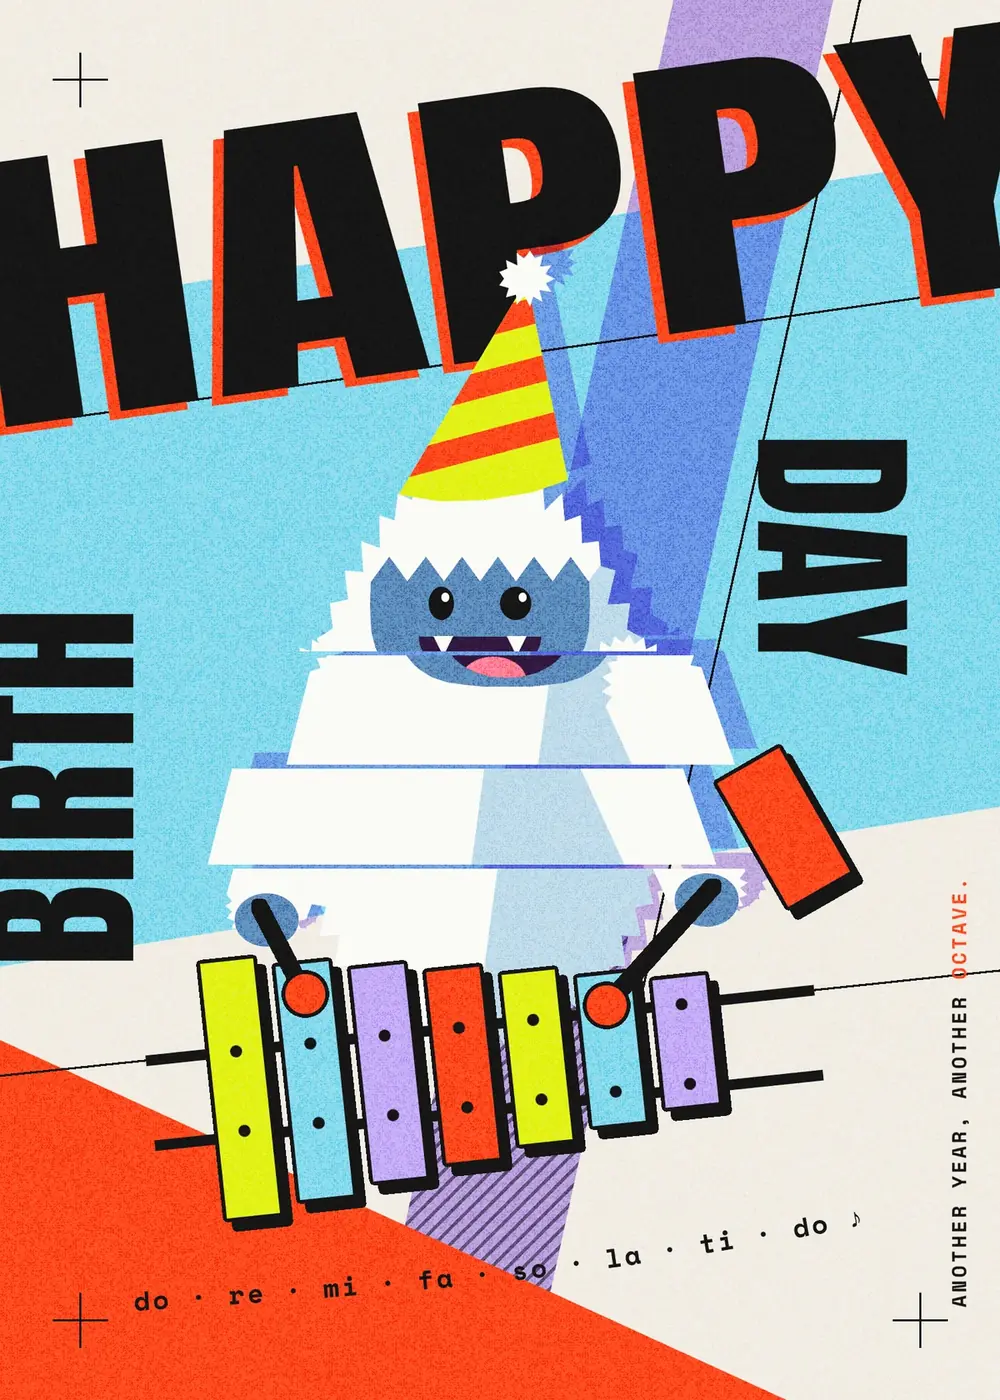 HAPPY
BIRTH
DAY
ANOTHER YEAR, ANOTHER OCTAVE.
do · re · mi · fa · so · la · ti · do ♪